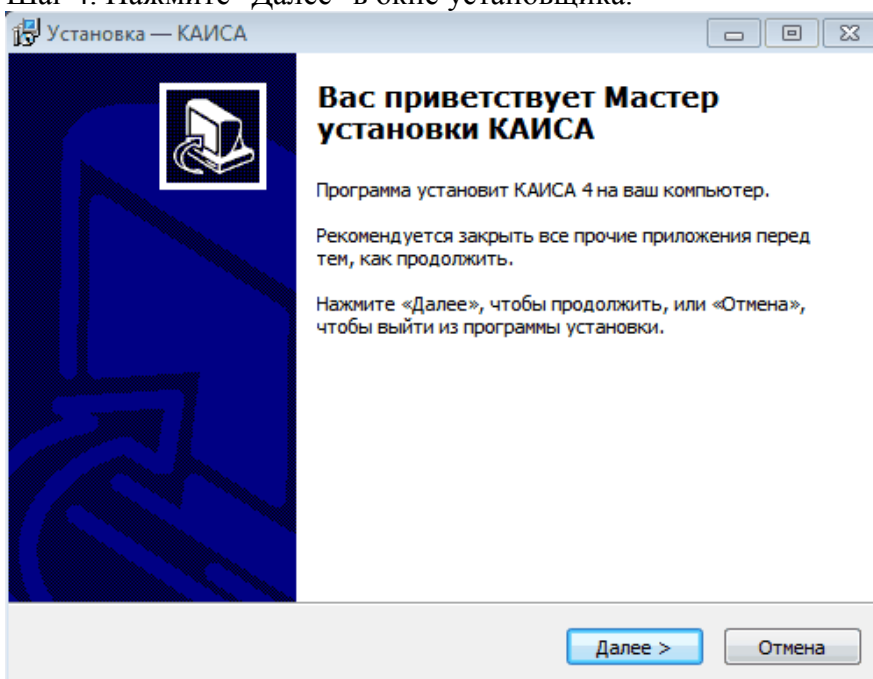 Шаг 4. Нажмите "Далее" в окне установщика.
Установка — КАИСА
Вас приветствует Мастер
установки КАИСА
Программа установит КАИСА 4 на ваш компьютер.
Рекомендуется закрыть все прочие приложения перед
тем, как продолжить.
Нажмите «Далее», чтобы продолжить, или «Отмена»,
чтобы выйти из программы установки.
Далее >
Отмена